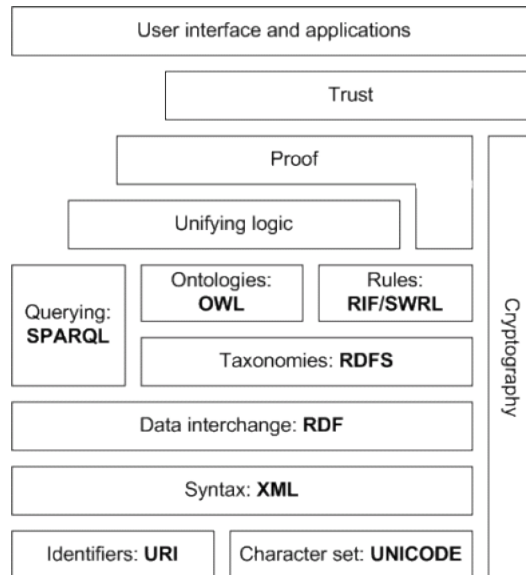 User interface and applications
Trust
Proof
Unifying logic
Querying:
SPARQL
Ontologies:
OWL
Rules:
RIF/SWRL
Taxonomies: RDFS
Data interchange: RDF
Syntax: XML
Identifiers: URI
Character set: UNICODE
Cryptography